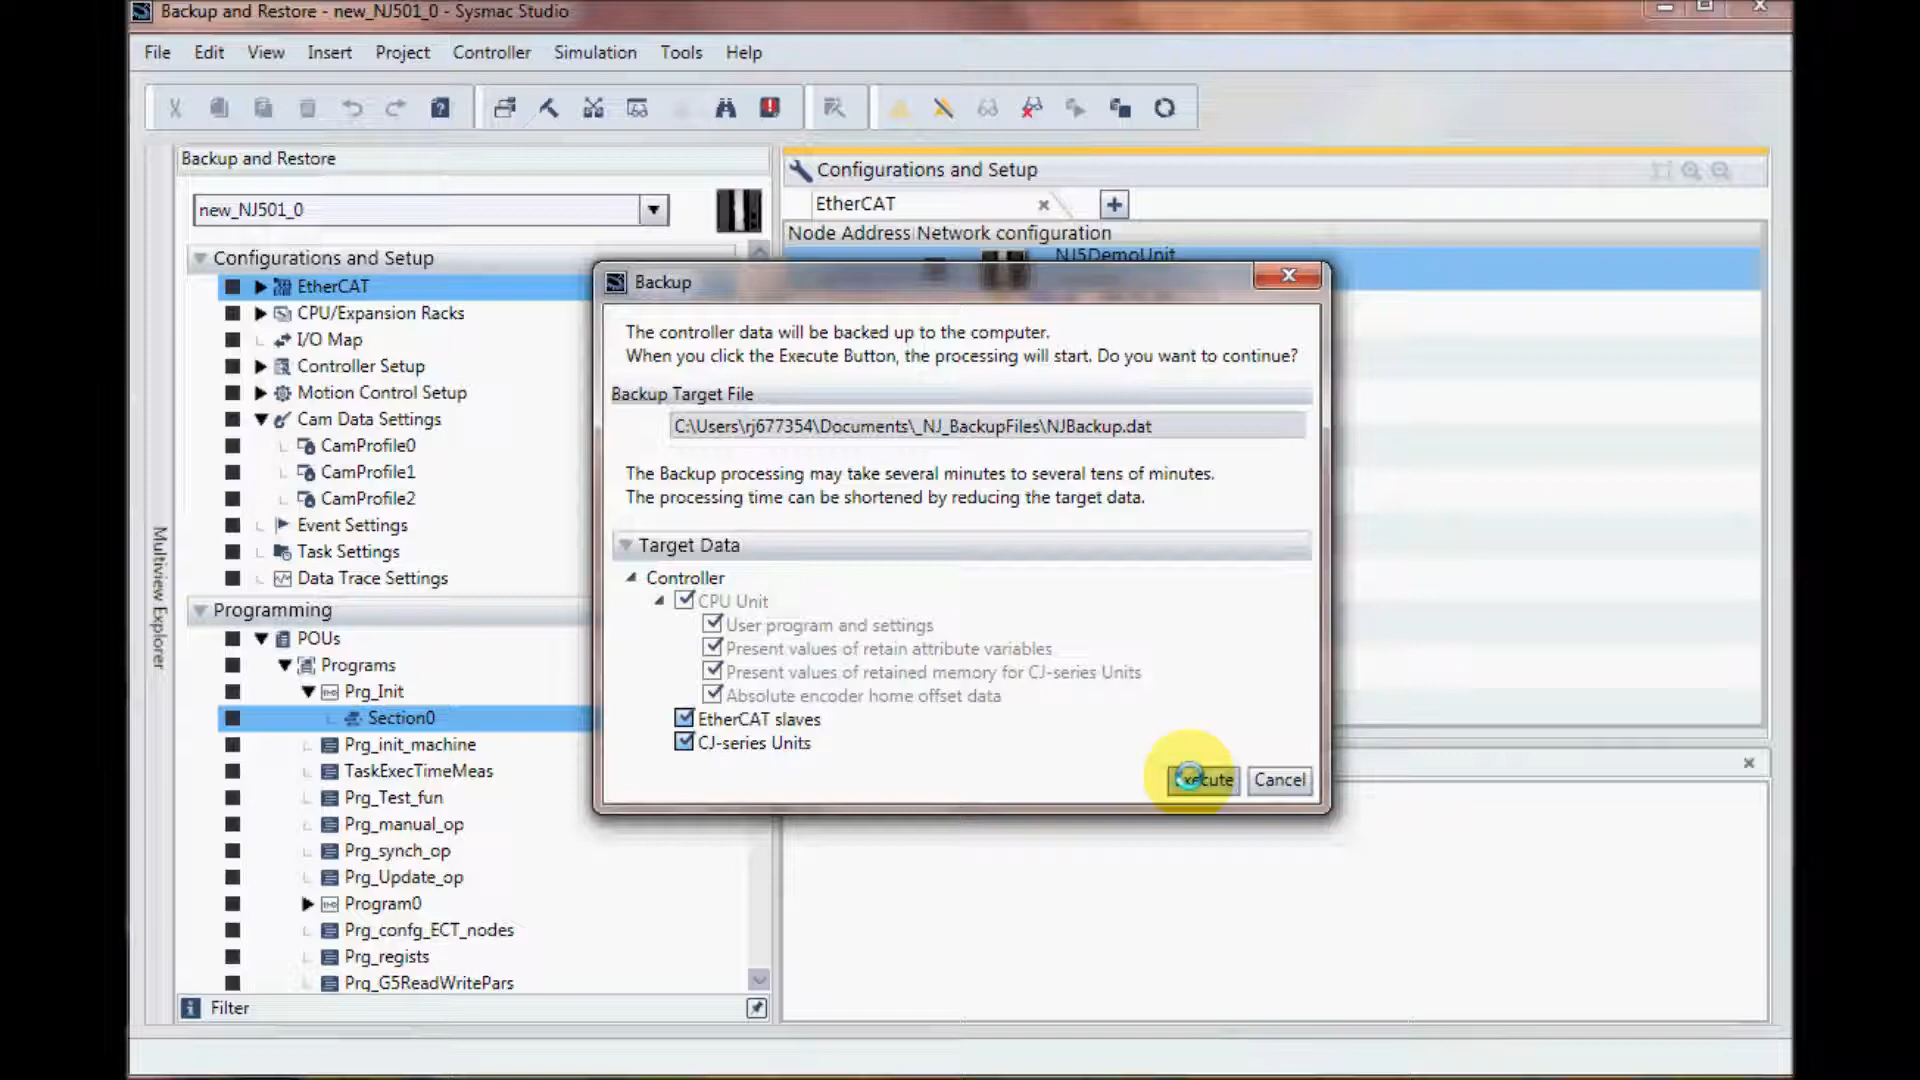 Backup and Restore - new_NJ501_0 - Sysmac Studio
File Edit View Insert Project Controller Simulation Tools Help
Multiview Explorer
Backup and Restore
new_NJ501_0
Configurations and Setup
EtherCAT
CPU/Expansion Racks
I/O Map
Controller Setup
Motion Control Setup
Cam Data Settings
CamProfile0
CamProfile1
CamProfile2
Event Settings
Task Settings
Data Trace Settings
Programming
POUs
Programs
Prg_Init
Section0
Prg_init_machine
TaskExecTimeMeas
Prg_Test_fun
Prg_manual_op
Prg_synch_op
Prg_Update_op
Program0
Prg_confg_ECT_nodes
Prg_regists
Prg_G5ReadWritePars
Filter
Configurations and Setup
EtherCAT
Node Address Network configuration
NJ5DemoUnit
Backup
The controller data will be backed up to the computer.
When you click the Execute Button, the processing will start. Do you want to continue?
Backup Target File
C:\Users\rj677354\Documents\_NJ_BackupFiles\NJBackup.dat
The Backup processing may take several minutes to several tens of minutes.
The processing time can be shortened by reducing the target data.
Target Data
Controller
CPU Unit
User program and settings
Present values of retain attribute variables
Present values of retained memory for CJ-series Units
Absolute encoder home offset data
EtherCAT slaves
CJ-series Units
Execute Cancel